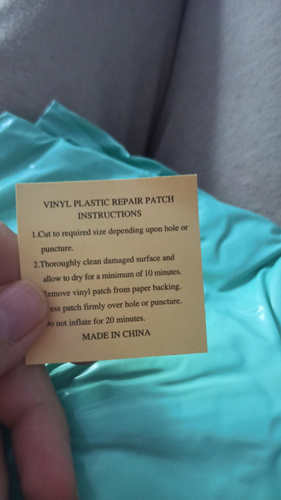 VINYL PLASTIC REPAIR PATCH
INSTRUCTIONS
1.Cut to required size depending upon hole or
puncture.
2.Thoroughly clean damaged surface and
allow to dry for a minimum of 10 minutes.
vinyl patch from paper backing.
firmly over hole or puncture.
not inflate for 20 minutes.
MADE IN CHINA